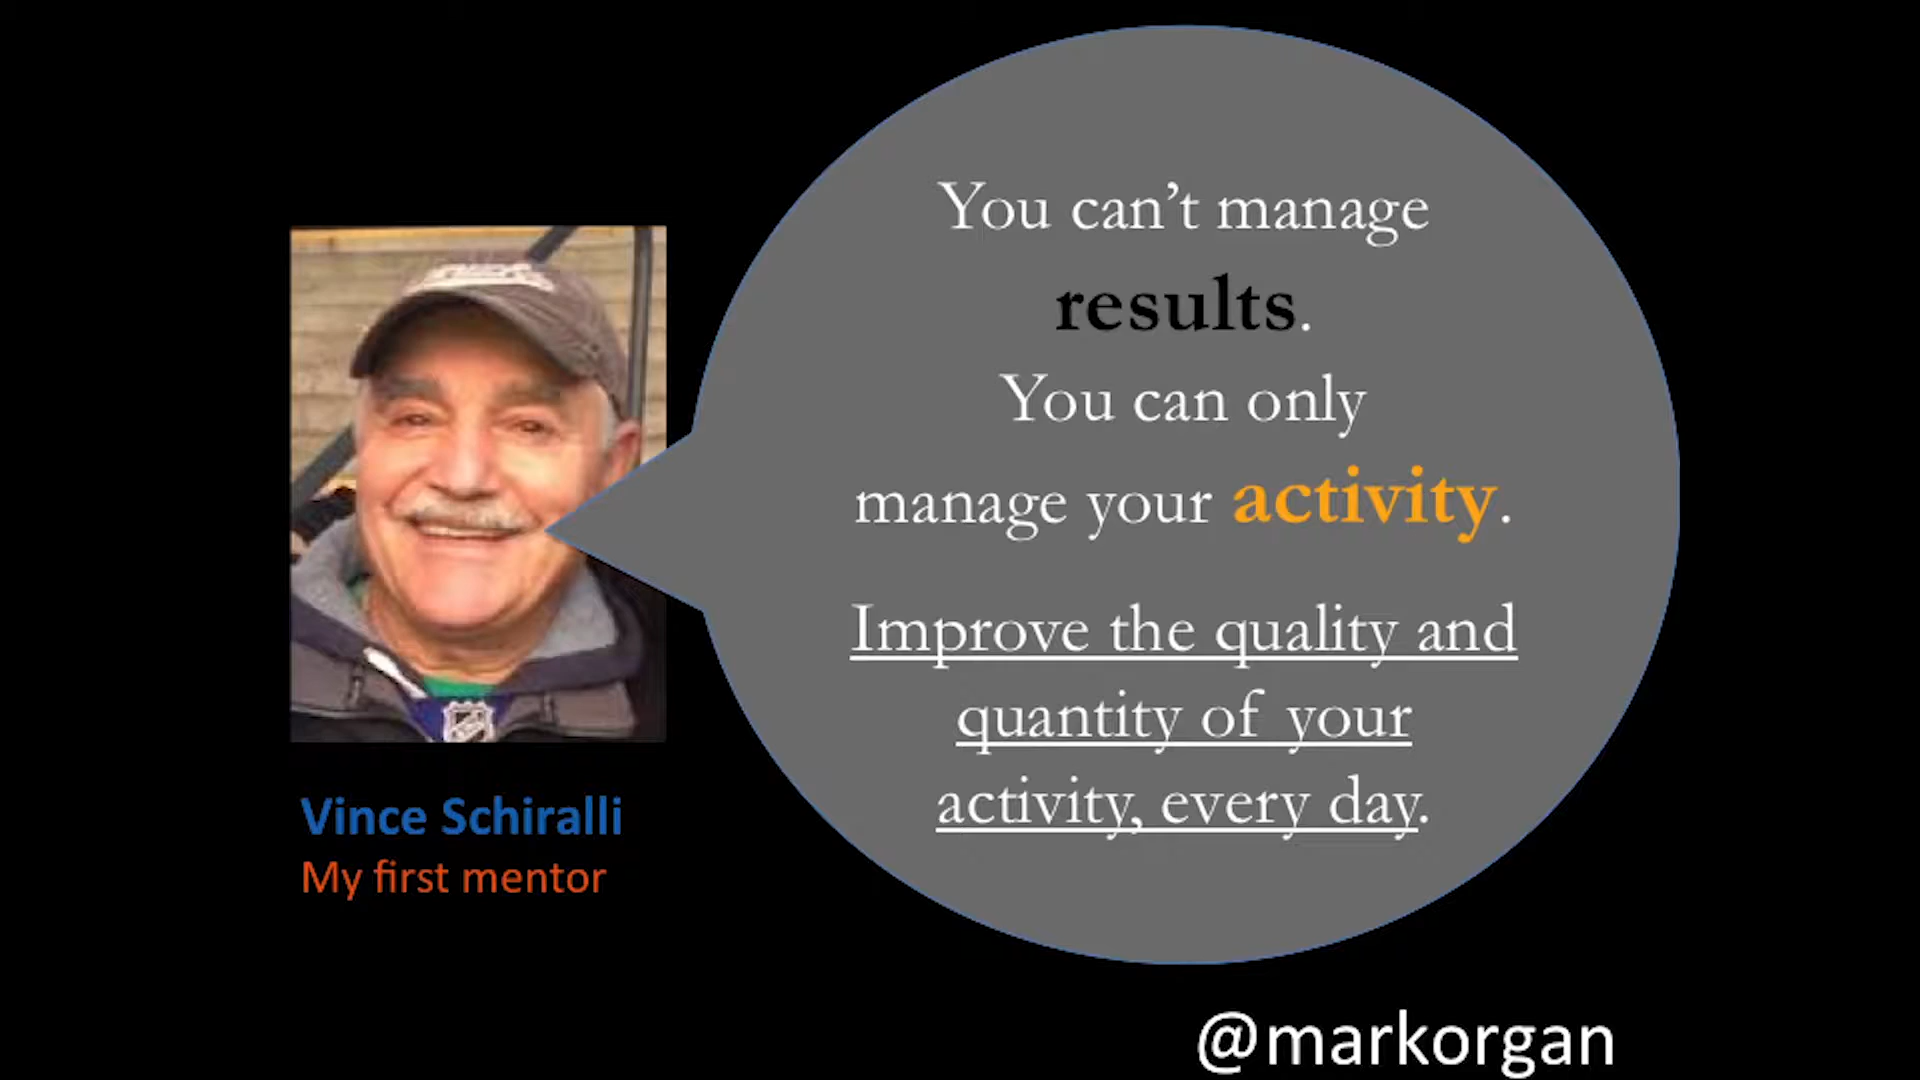 You can’t manage
results.
You can only
manage your activity.
Improve the quality and
quantity of your
activity, every day.
Vince Schiralli
My first mentor
@markorgan